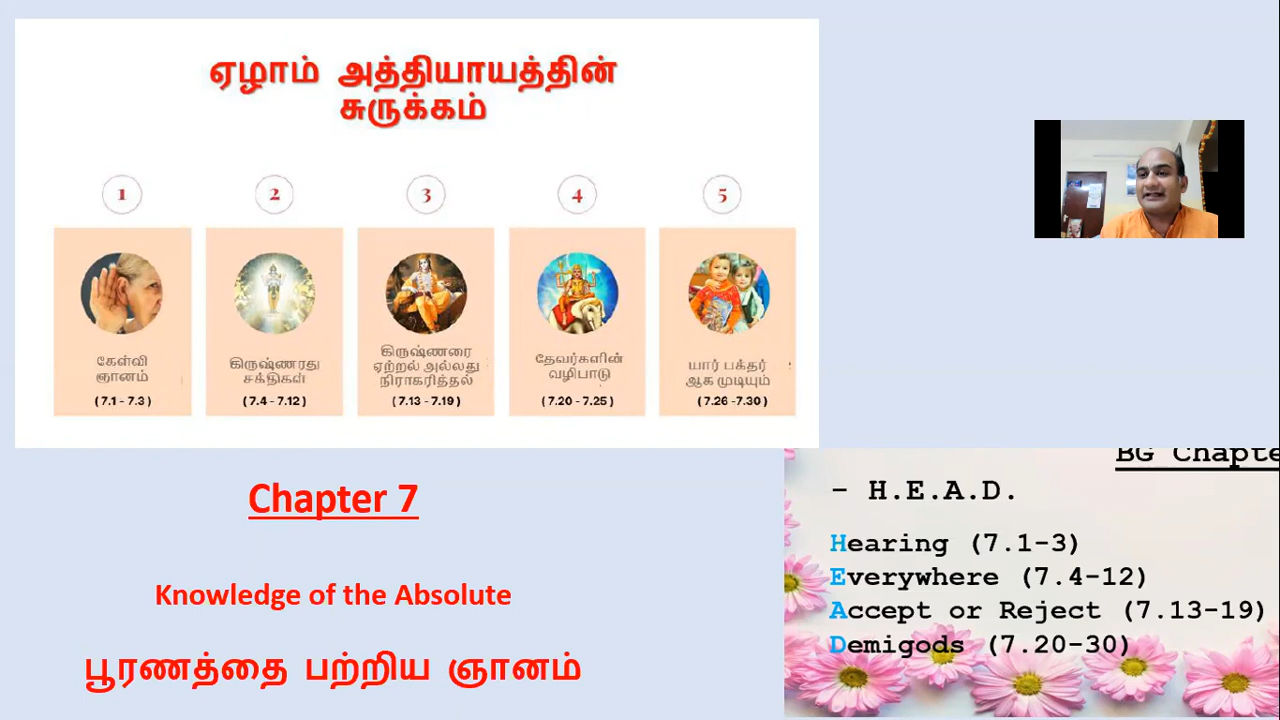 ஏழாம் அத்தியாயத்தின்
சுருக்கம்
1
2
3
4
5
கேள்வி
ஞானம்
(7.1 - 7.3)
கிருஷ்ணரது
சக்திகள்
(7.4 - 7.12)
கிருஷ்ணரை
ஏற்றல் அல்லது
நிராகரித்தல்
(7.13 - 7.19)
தேவர்களின்
வழிபாடு
(7.20 - 7.25)
யார் பக்தர்
ஆக முடியும்
(7.26 -7.30)
Chapter 7
Knowledge of the Absolute
பூரணத்தை பற்றிய ஞானம்
BG Chapte
- H.E.A.D.
Hearing (7.1-3)
Everywhere (7.4-12)
Accept or Reject (7.13-19)
Demigods (7.20-30)